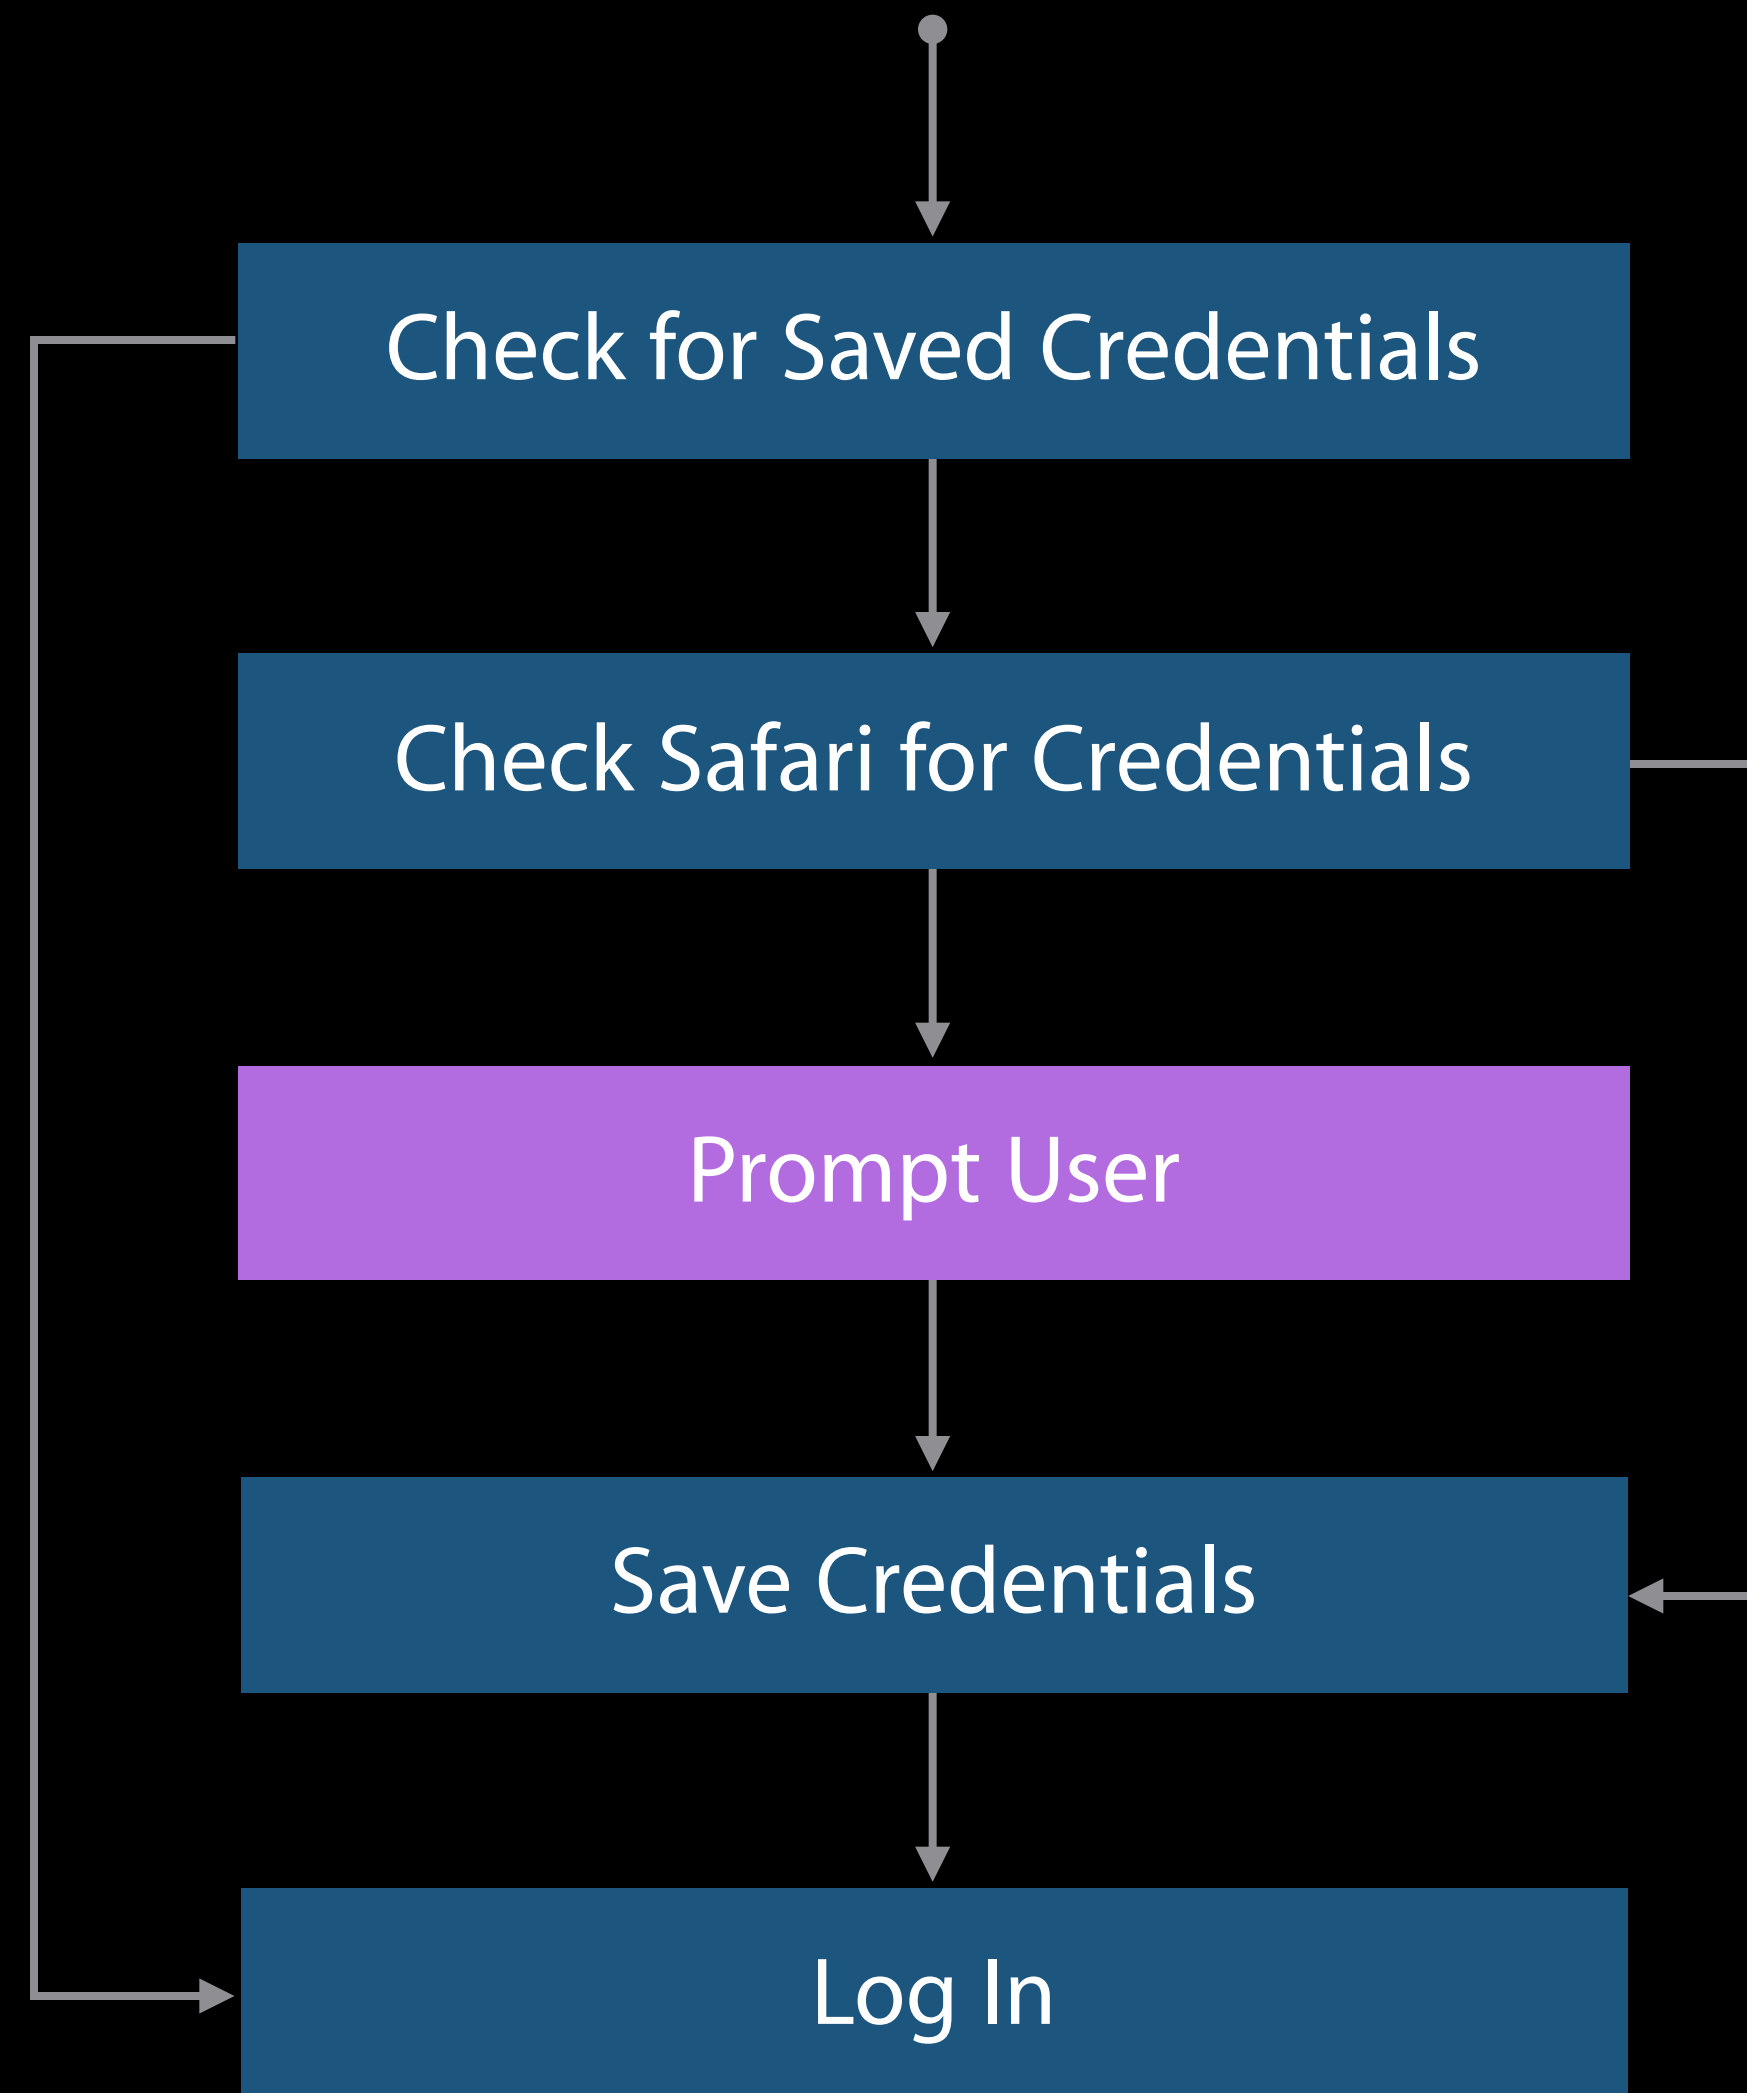 Check for Saved Credentials
Check Safari for Credentials
Prompt User
Save Credentials
Log In